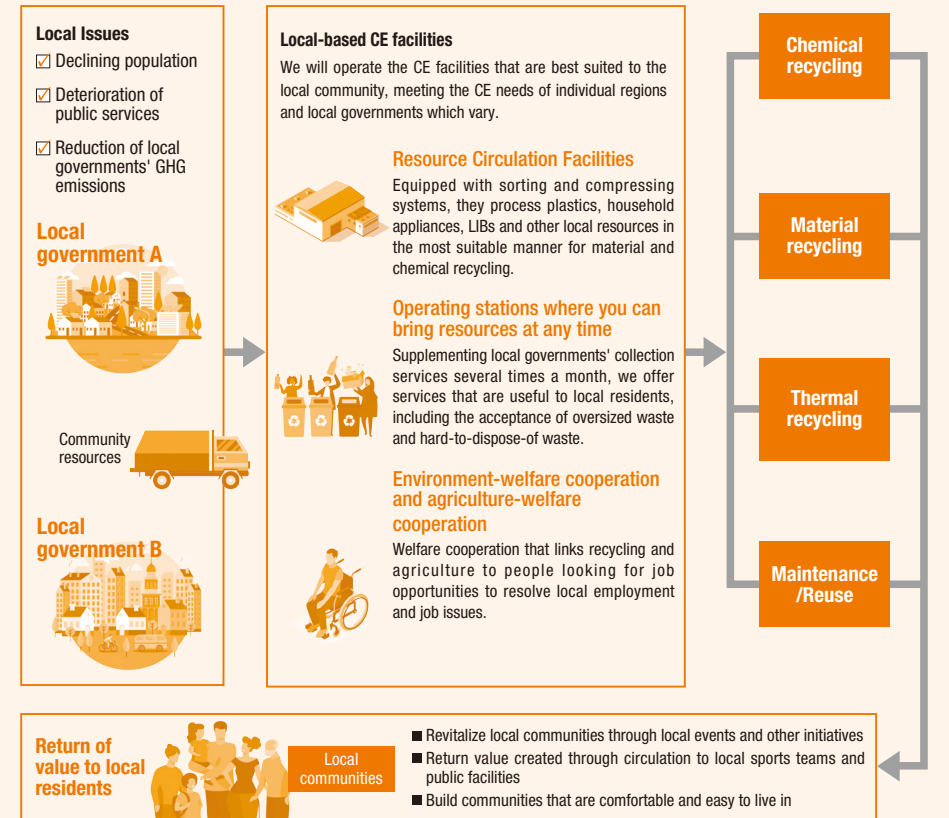 Local Issues
Declining population
Deterioration of
public services
Reduction of local
governments' GHG
emissions
Local
government A
Community
resources
Local
government B
Local-based CE facilities
We will operate the CE facilities that are best suited to the
local community, meeting the CE needs of individual regions
and local governments which vary.
Resource Circulation Facilities
Equipped with sorting and compressing
systems, they process plastics, household
appliances, LIBs and other local resources in
the most suitable manner for material and
chemical recycling.
Operating stations where you can
bring resources at any time
Supplementing local governments' collection
services several times a month, we offer
services that are useful to local residents,
including the acceptance of oversized waste
and hard-to-dispose-of waste.
Environment-welfare cooperation
and agriculture-welfare
cooperation
Welfare cooperation that links recycling and
agriculture to people looking for job
opportunities to resolve local employment
and job issues.
Chemical
recycling
Material
recycling
Thermal
recycling
Maintenance
/Reuse
Return of
value to local
residents
Local
communities
Revitalize local communities through local events and other initiatives
Return value created through circulation to local sports teams and
public facilities
Build communities that are comfortable and easy to live in